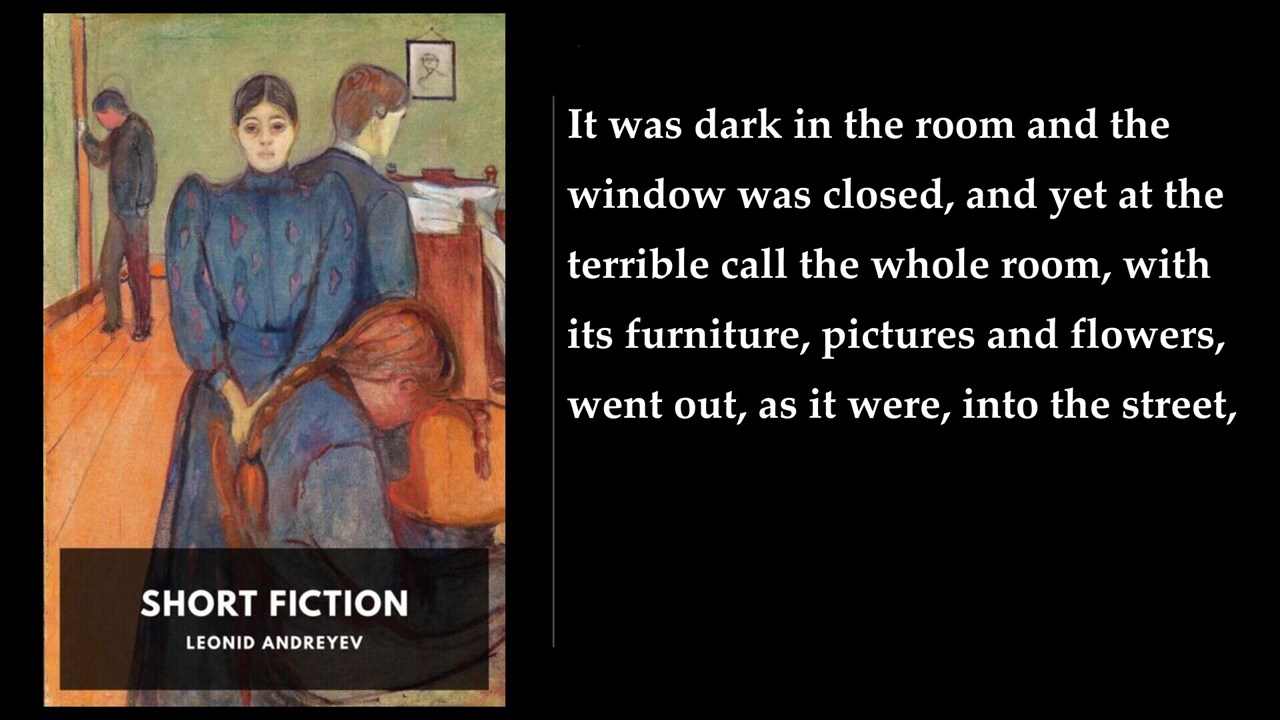 It was dark in the room and the
window was closed, and yet at the
terrible call the whole room, with
its furniture, pictures and flowers,
went out, as it were, into the street,
SHORT FICTION
LEONID ANDREYEV